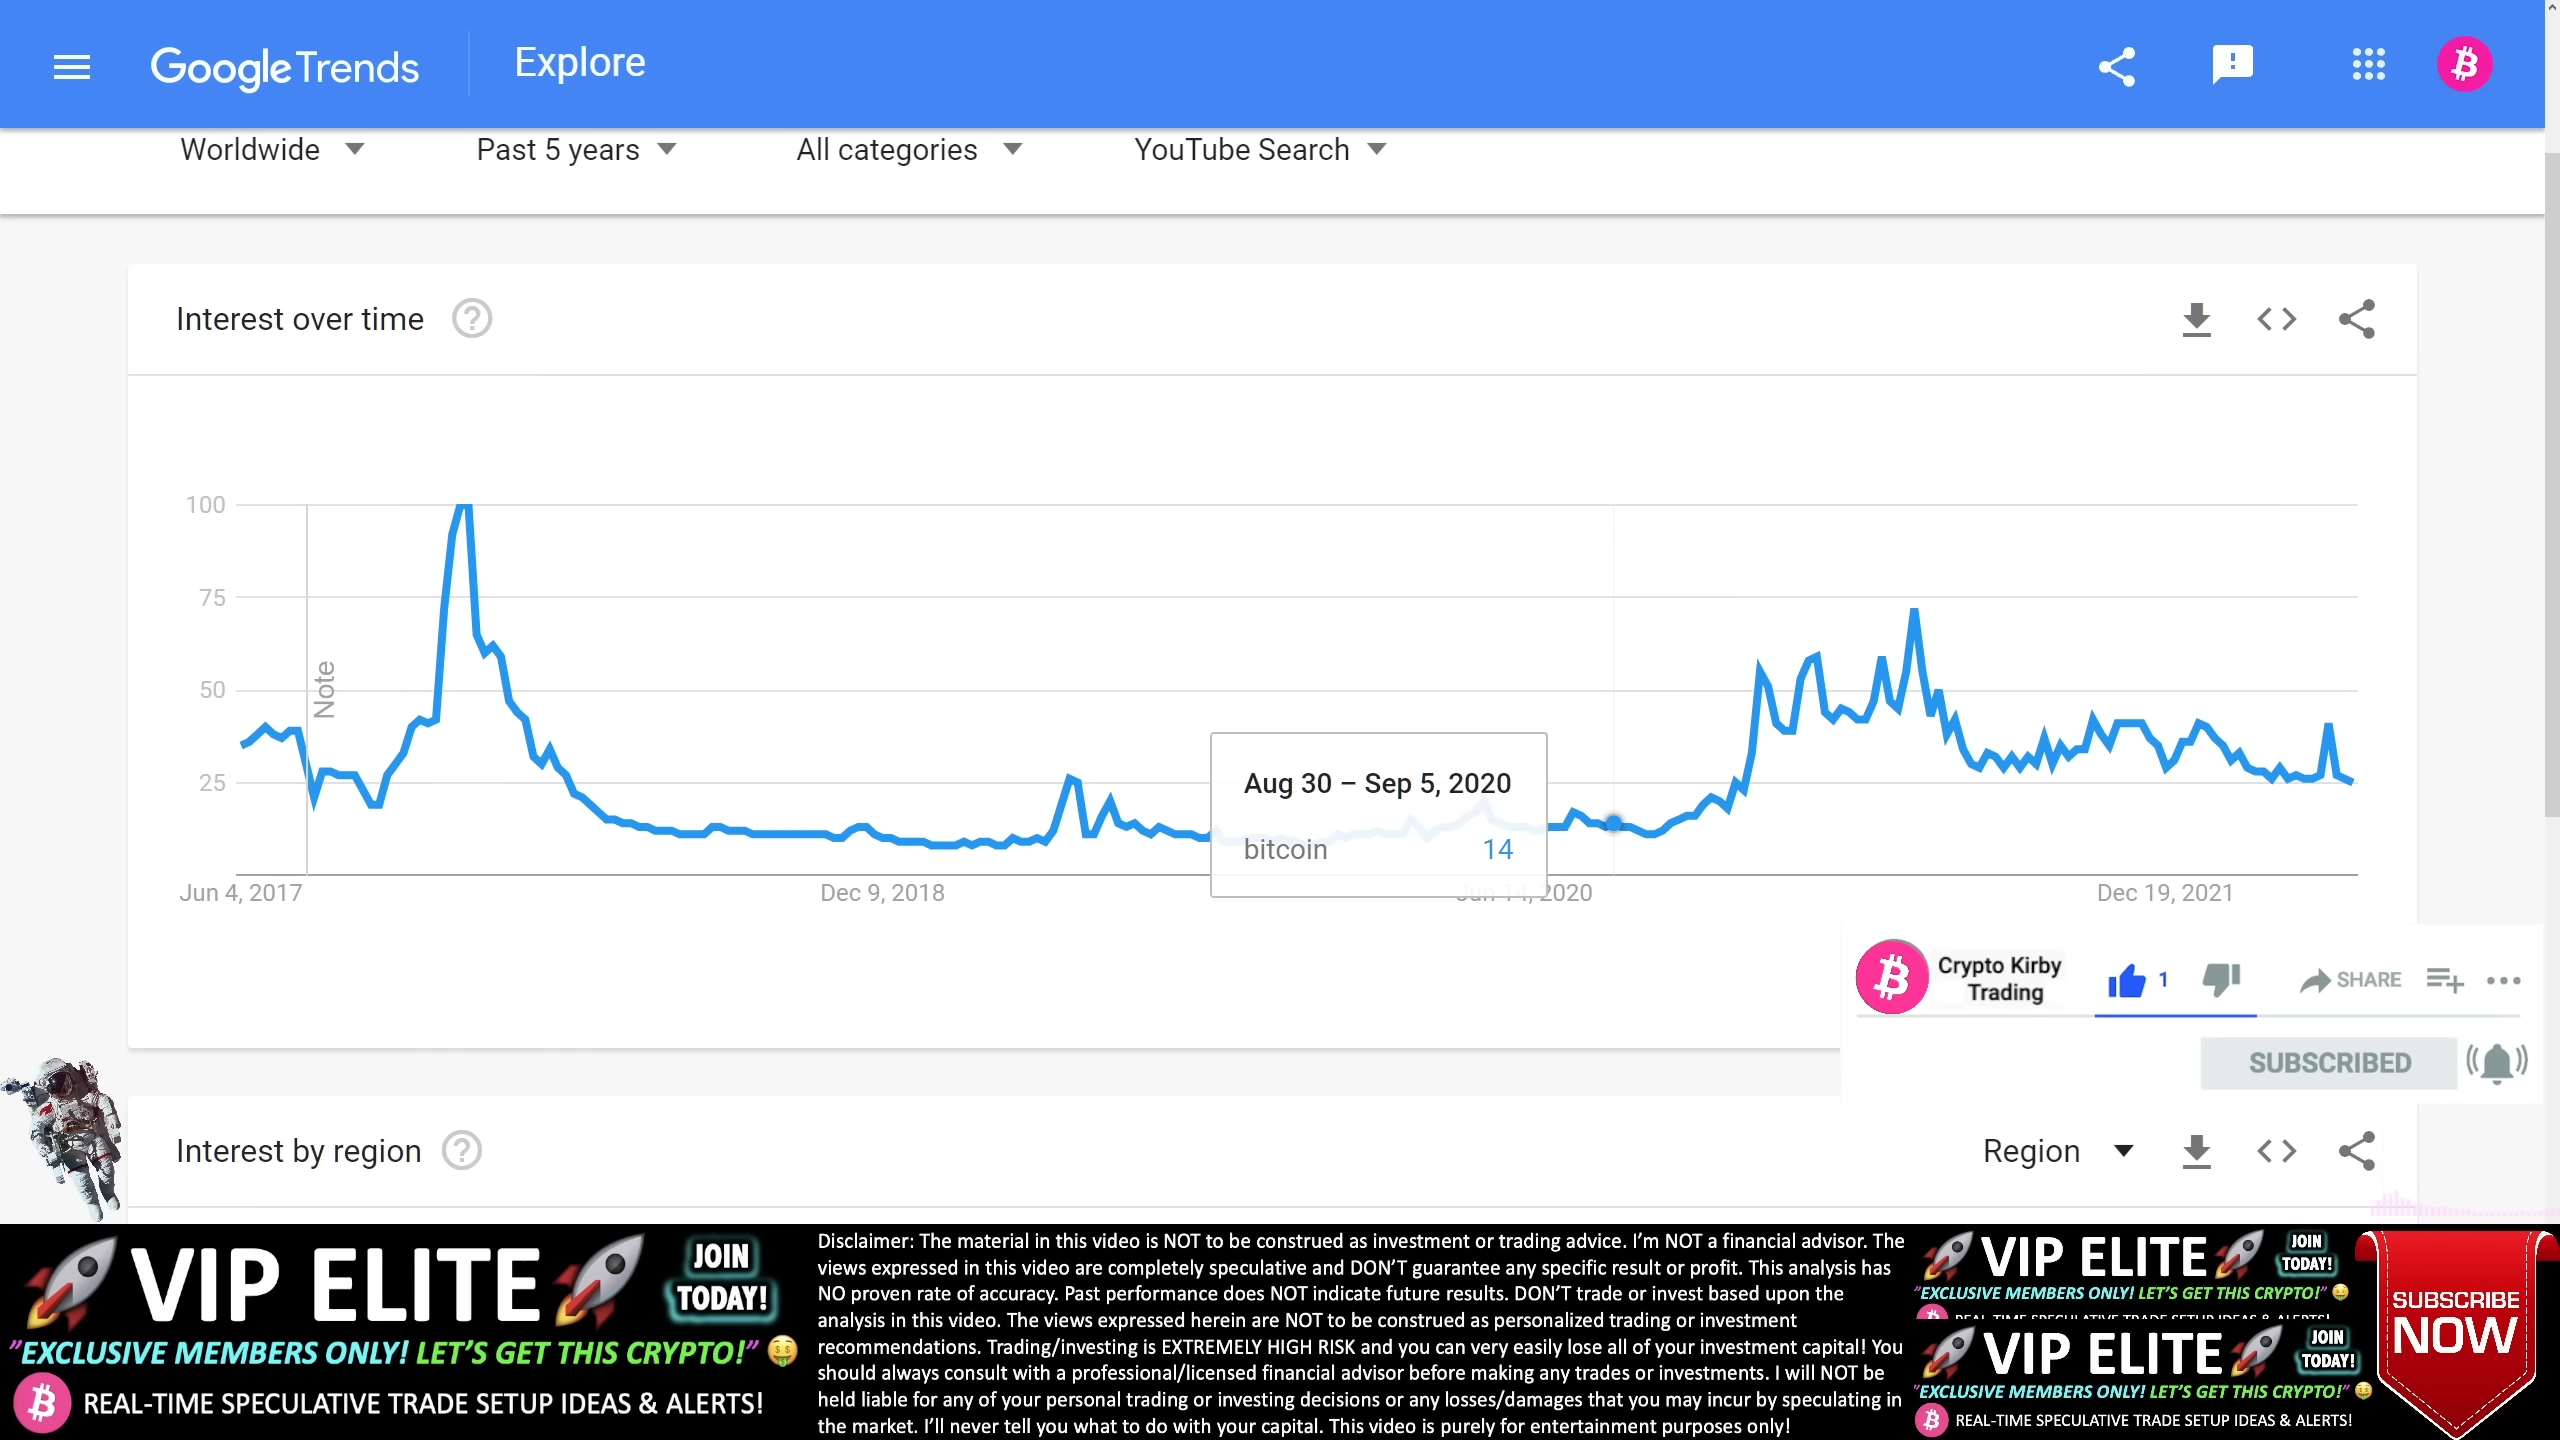 Google Trends Explore
Worldwide Past 5 years All categories YouTube Search
Interest over time
100
75
50
25
Note
Aug 30 – Sep 5, 2020
bitcoin 14
Jun 4, 2017 Dec 9, 2018 Jun 14, 2020 Dec 19, 2021
Crypto Kirby
Trading
1
SHARE
SUBSCRIBED
Interest by region
Region
VIP ELITE
JOIN
TODAY!
"EXCLUSIVE MEMBERS ONLY! LET'S GET THIS CRYPTO!"
REAL-TIME SPECULATIVE TRADE SETUP IDEAS & ALERTS!
Disclaimer: The material in this video is NOT to be construed as investment or trading advice. I'm NOT a financial advisor. The
views expressed in this video are completely speculative and DON'T guarantee any specific result or profit. This analysis has
NO proven rate of accuracy. Past performance does NOT indicate future results. DON'T trade or invest based upon the
analysis in this video. The views expressed herein are NOT to be construed as personalized trading or investment
recommendations. Trading/investing is EXTREMELY HIGH RISK and you can very easily lose all of your investment capital! You
should always consult with a professional/licensed financial advisor before making any trades or investments. I will NOT be
held liable for any of your personal trading or investing decisions or any losses/damages that you may incur by speculating in
the market. I'll never tell you what to do with your capital. This video is purely for entertainment purposes only!
VIP ELITE
JOIN
TODAY!
"EXCLUSIVE MEMBERS ONLY! LET'S GET THIS CRYPTO!"
VIP ELITE
JOIN
TODAY!
"EXCLUSIVE MEMBERS ONLY! LET'S GET THIS CRYPTO!"
REAL-TIME SPECULATIVE TRADE SETUP IDEAS & ALERTS!
SUBSCRIBE
NOW